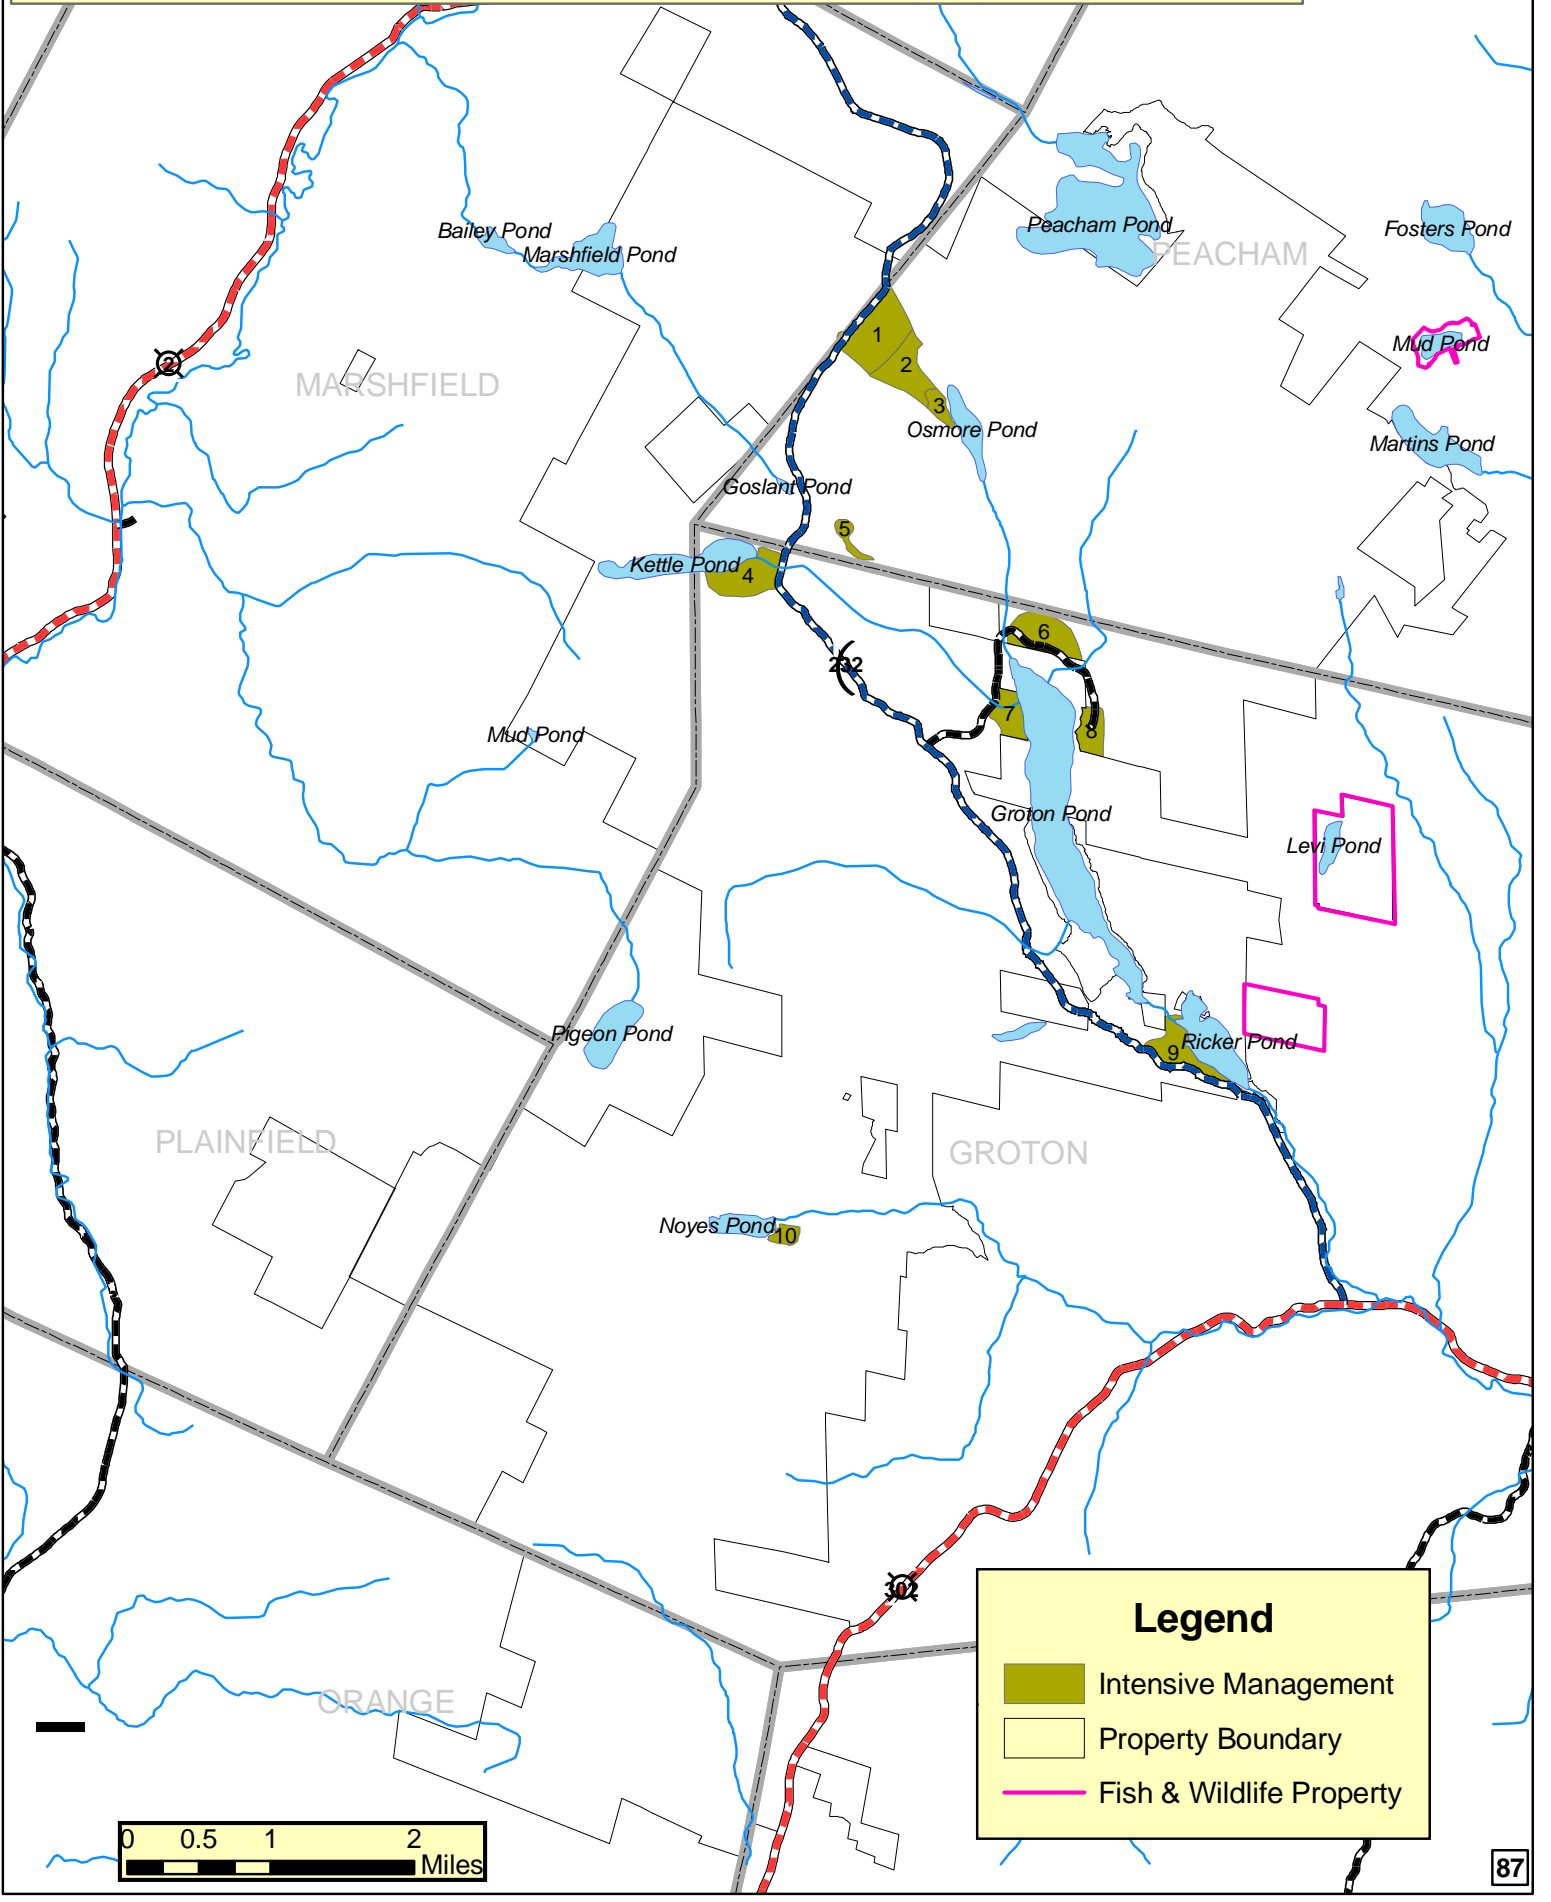 Bailey Pond
Marshfield Pond
Peacham Pond
PEACHAM
Fosters Pond
1
Mud Pond
2
2
MARSHFIELD
3
Osmore Pond
Martins Pond
Goslant Pond
5
Kettle Pond
4
6
232
7
8
Mud Pond
Groton Pond
Levi Pond
Pigeon Pond
Ricker Pond
9
PLAINFIELD
GROTON
Noyes Pond
10
302
Legend
Intensive Management
Property Boundary
Fish & Wildlife Property
ORANGE
0 0.5 1 2
Miles
87